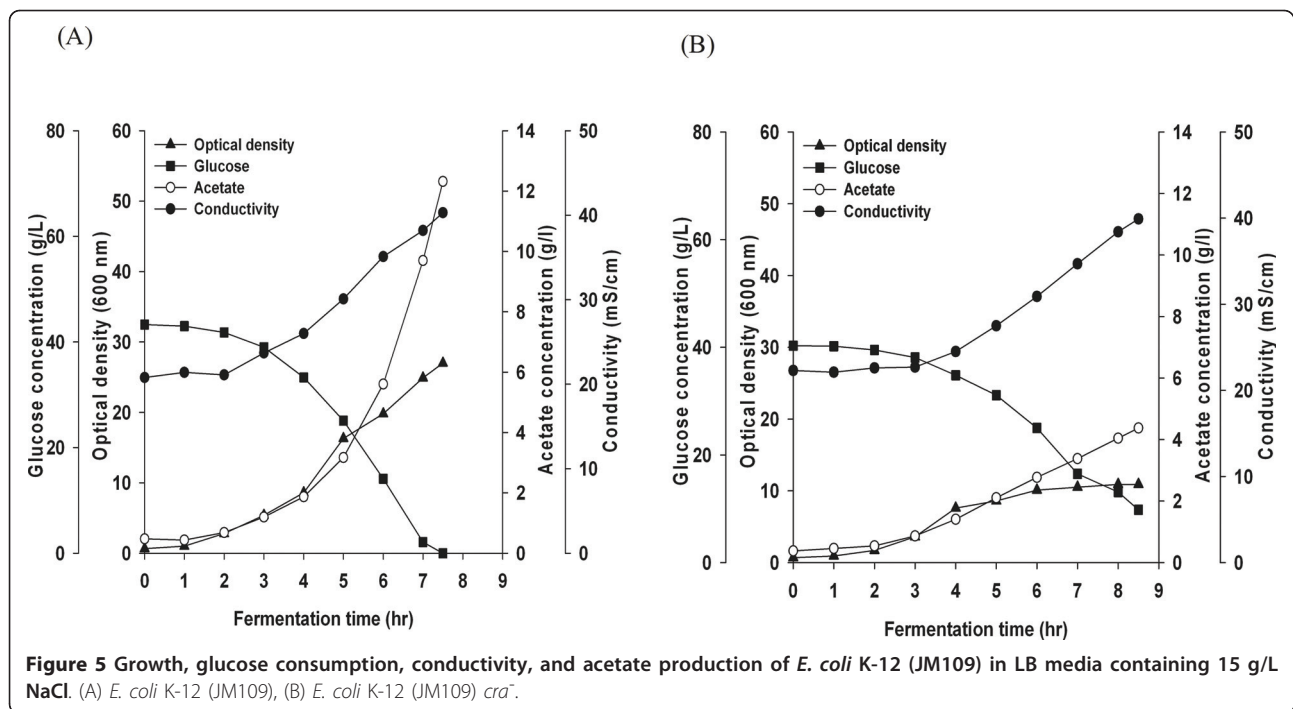 (A)
(B)
Optical density
Glucose
Acetate
Conductivity
Glucose concentration (g/L)
80
60
40
20
0
Optical density (600 nm)
60
50
40
30
20
10
0
Acetate concentration (g/l)
14
12
10
8
6
4
2
0
Conductivity (mS/cm)
50
40
30
20
10
0
0 1 2 3 4 5 6 7 8 9
Fermentation time (hr)
Optical density
Glucose
Acetate
Conductivity
Glucose concentration (g/L)
80
60
40
20
0
Optical density (600 nm)
60
50
40
30
20
10
0
Acetate concentration (g/l)
14
12
10
8
6
4
2
0
Conductivity (mS/cm)
50
40
30
20
10
0
0 1 2 3 4 5 6 7 8 9
Fermentation time (hr)
Figure 5 Growth, glucose consumption, conductivity, and acetate production of E. coli K-12 (JM109) in LB media containing 15 g/L
NaCl. (A) E. coli K-12 (JM109), (B) E. coli K-12 (JM109) cra⁻.